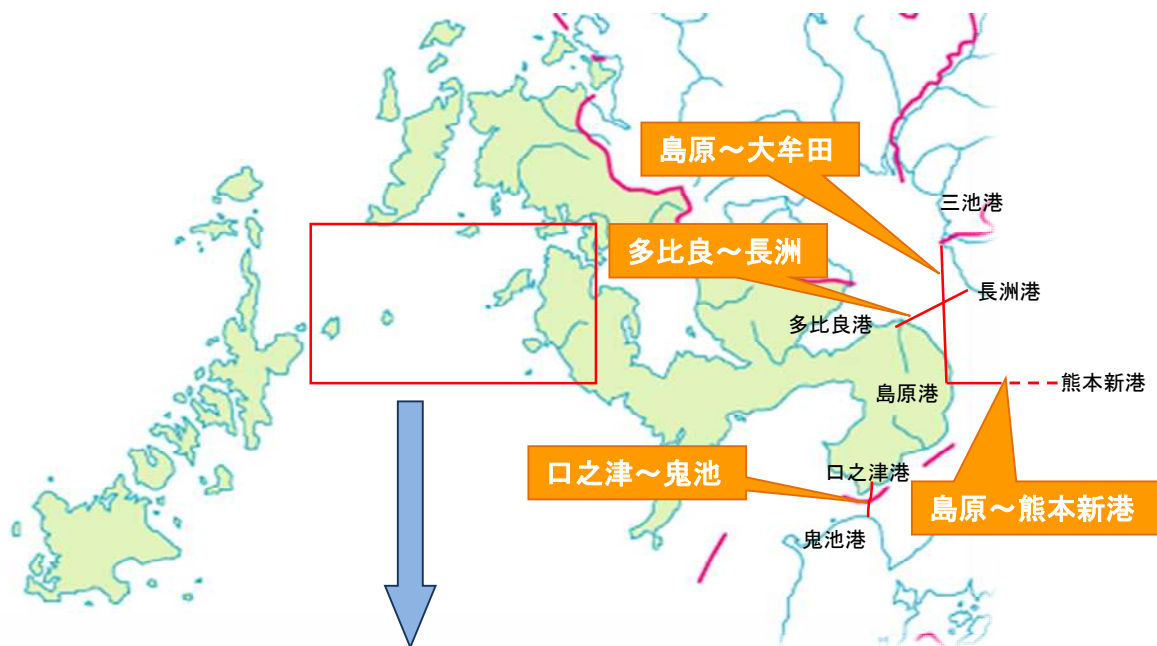 島原~大牟田
三池港
多比良~長洲
長洲港
多比良港
熊本新港
島原港
口之津港
口之津~鬼池
島原~熊本新港
鬼池港